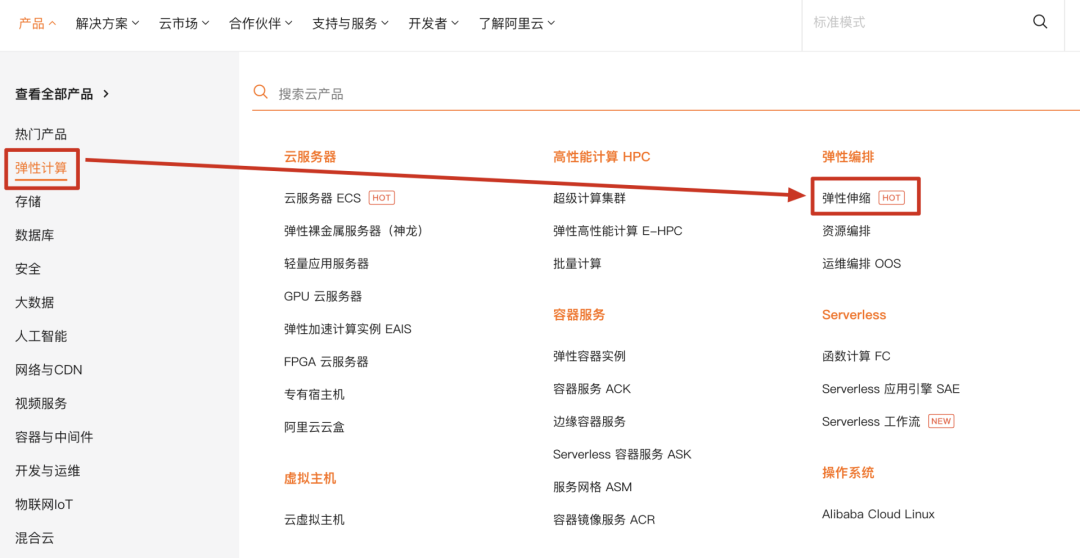 产品 解决方案 云市场 合作伙伴 支持与服务 开发者 了解阿里云 标准模式
查看全部产品
热门产品
弹性计算
存储
数据库
安全
大数据
人工智能
网络与CDN
视频服务
容器与中间件
开发与运维
物联网IoT
混合云
搜索云产品
云服务器
云服务器 ECS HOT
弹性裸金属服务器（神龙）
轻量应用服务器
GPU 云服务器
弹性加速计算实例 EAIS
FPGA 云服务器
专有宿主机
阿里云云盒
虚拟主机
云虚拟主机
高性能计算 HPC
超级计算集群
弹性高性能计算 E-HPC
批量计算
容器服务
弹性容器实例
容器服务 ACK
边缘容器服务
Serverless 容器服务 ASK
服务网格 ASM
容器镜像服务 ACR
弹性编排
弹性伸缩 HOT
资源编排
运维编排 OOS
Serverless
函数计算 FC
Serverless 应用引擎 SAE
Serverless 工作流 NEW
操作系统
Alibaba Cloud Linux